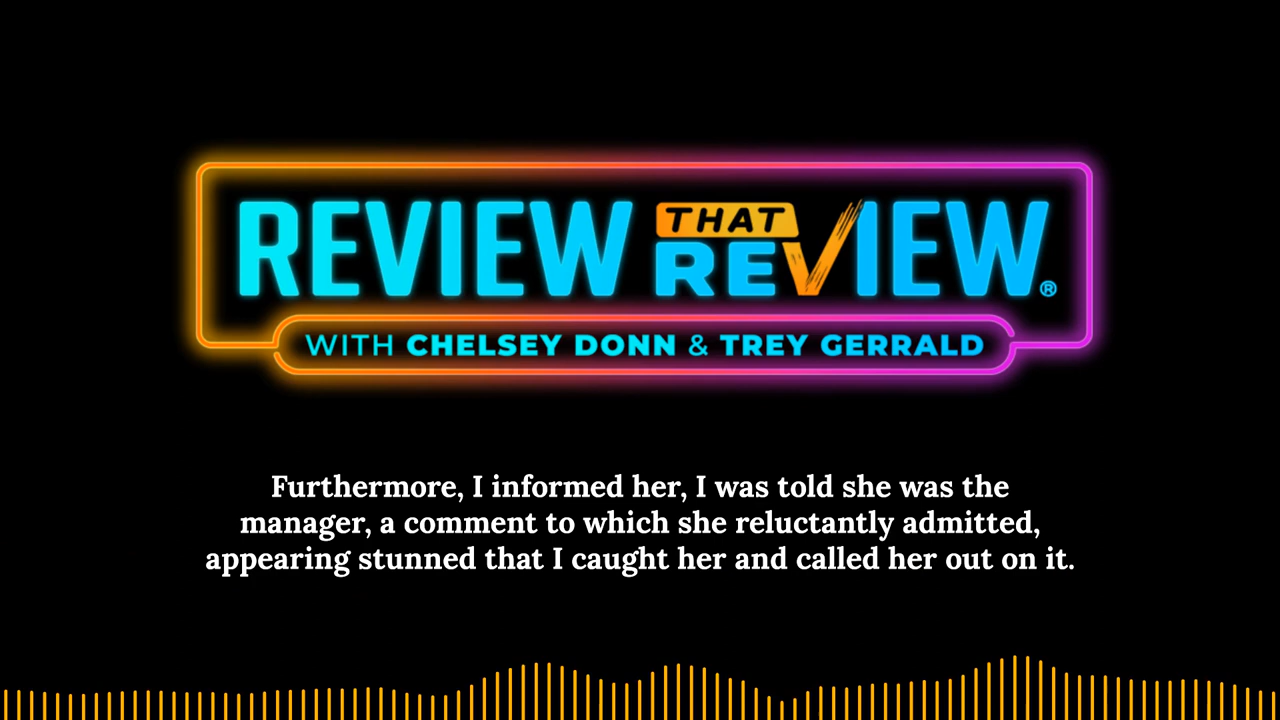 REVIEW THAT REVIEW®
WITH CHELSEY DONN & TREY GERRALD
Furthermore, I informed her, I was told she was the
manager, a comment to which she reluctantly admitted,
appearing stunned that I caught her and called her out on it.